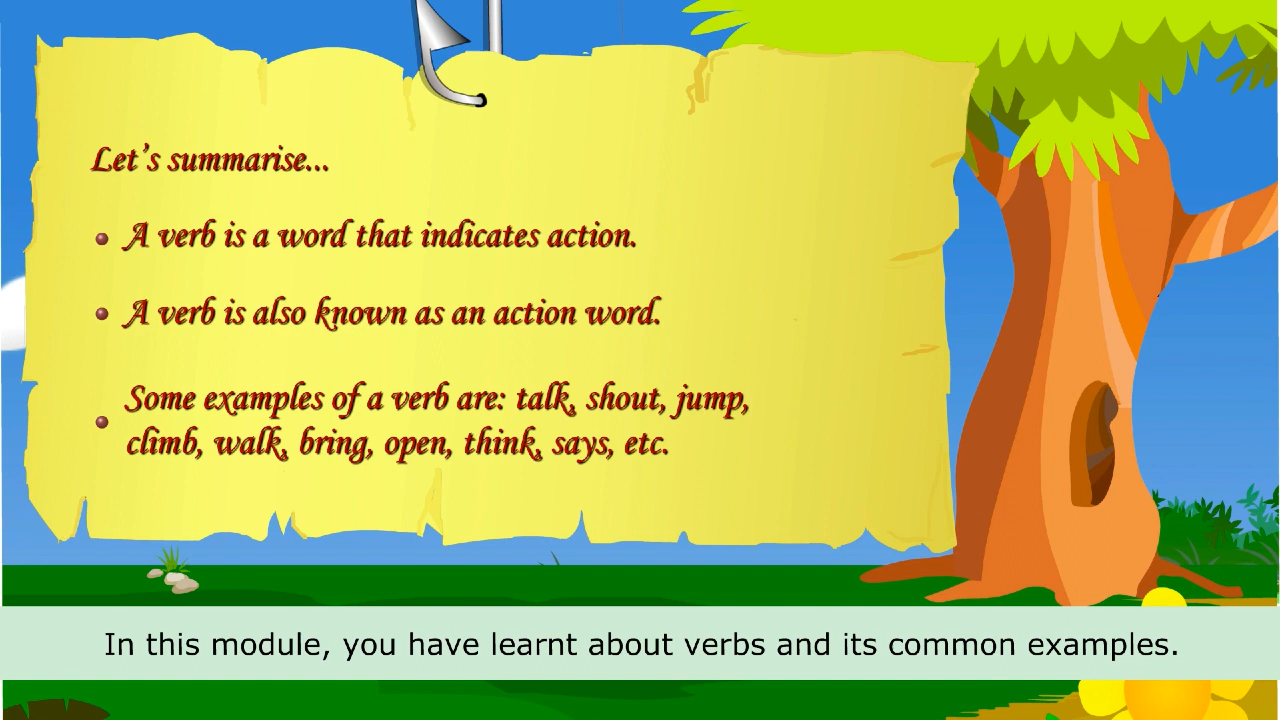 Let's summarise...
A verb is a word that indicates action.
A verb is also known as an action word.
Some examples of a verb are: talk, shout, jump,
climb, walk, bring, open, think, says, etc.
In this module, you have learnt about verbs and its common examples.